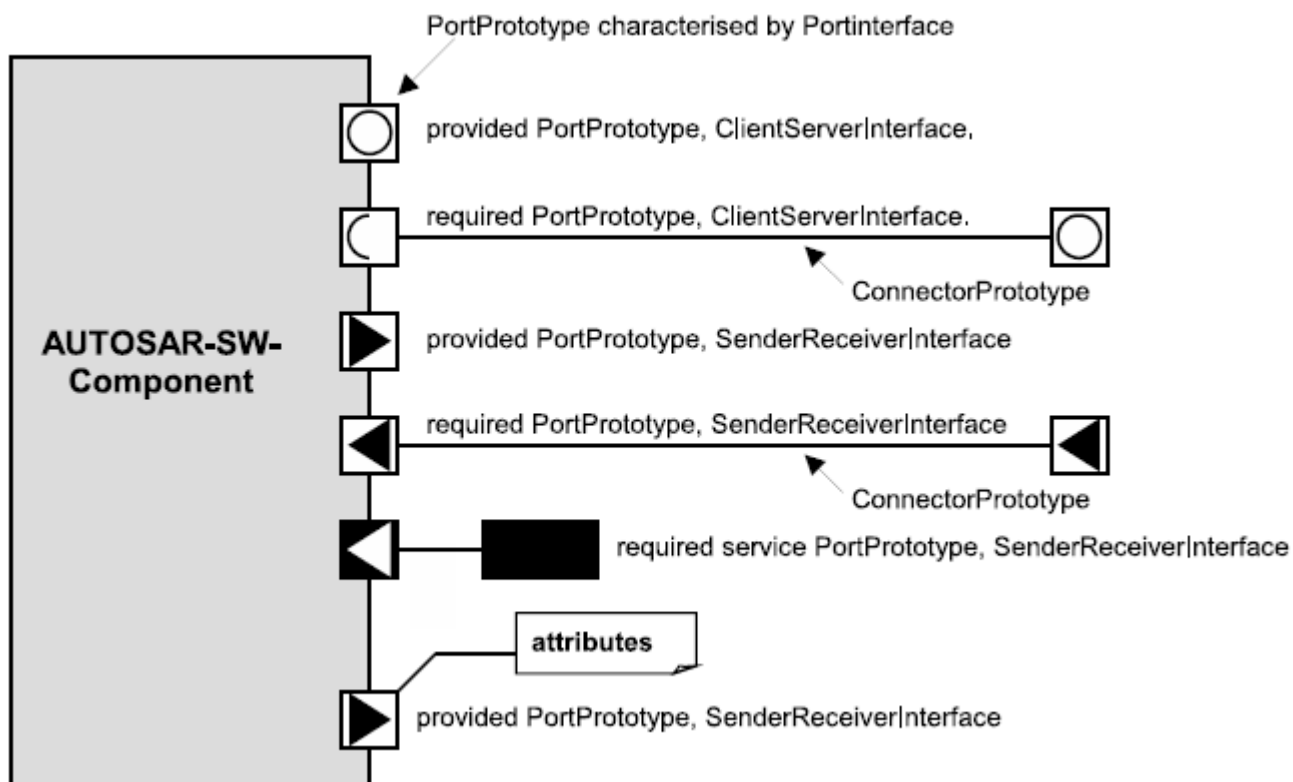 PortPrototype characterised by Portinterface
provided PortPrototype, ClientServerInterface.
required PortPrototype, ClientServerInterface.
ConnectorPrototype
AUTOSAR-SW-
Component
provided PortPrototype, SenderReceiverInterface
required PortPrototype, SenderReceiverInterface
ConnectorPrototype
required service PortPrototype, SenderReceiverInterface
attributes
provided PortPrototype, SenderReceiverInterface